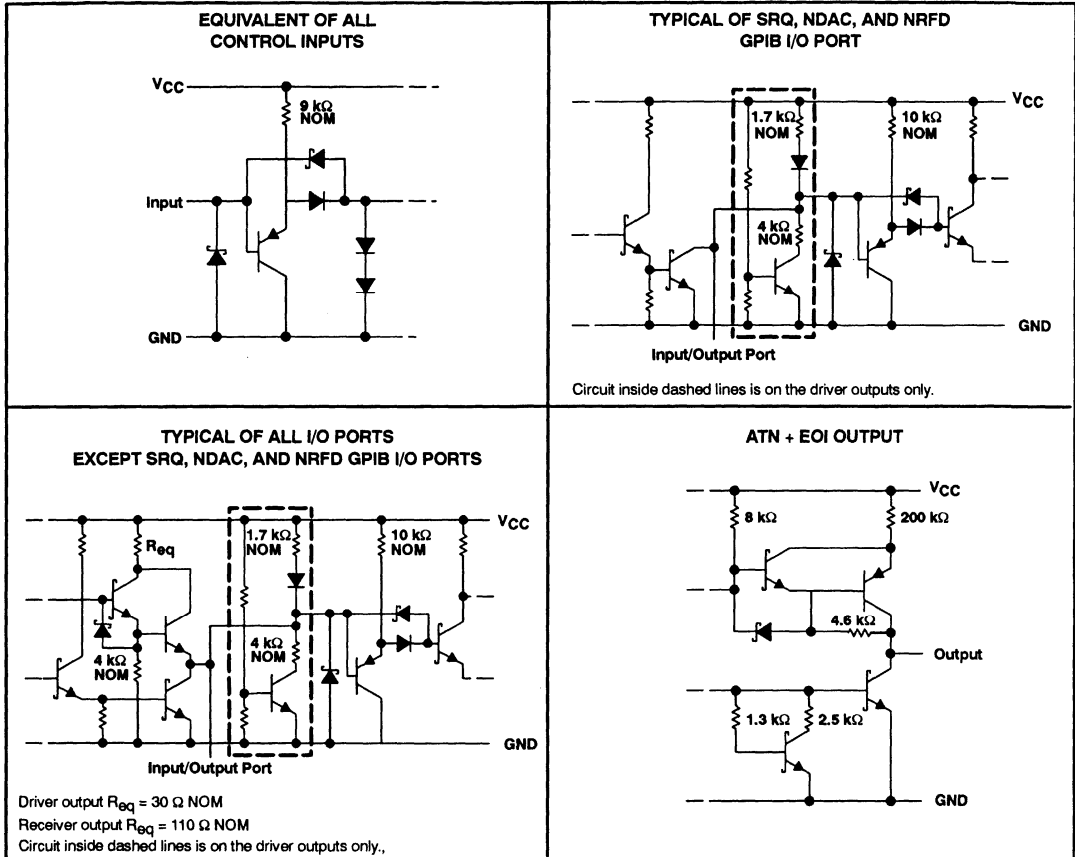 EQUIVALENT OF ALL
CONTROL INPUTS
VCC
9 kΩ
NOM
Input
GND
TYPICAL OF SRQ, NDAC, AND NRFD
GPIB I/O PORT
VCC
1.7 kΩ
NOM
10 kΩ
NOM
4 kΩ
NOM
GND
Input/Output Port
Circuit inside dashed lines is on the driver outputs only.
TYPICAL OF ALL I/O PORTS
EXCEPT SRQ, NDAC, AND NRFD GPIB I/O PORTS
VCC
Req
1.7 kΩ
NOM
10 kΩ
NOM
4 kΩ
NOM
4 kΩ
NOM
GND
Input/Output Port
Driver output Req = 30 Ω NOM
Receiver output Req = 110 Ω NOM
Circuit inside dashed lines is on the driver outputs only.,
ATN + EOI OUTPUT
VCC
8 kΩ
200 kΩ
4.6 kΩ
Output
1.3 kΩ
2.5 kΩ
GND